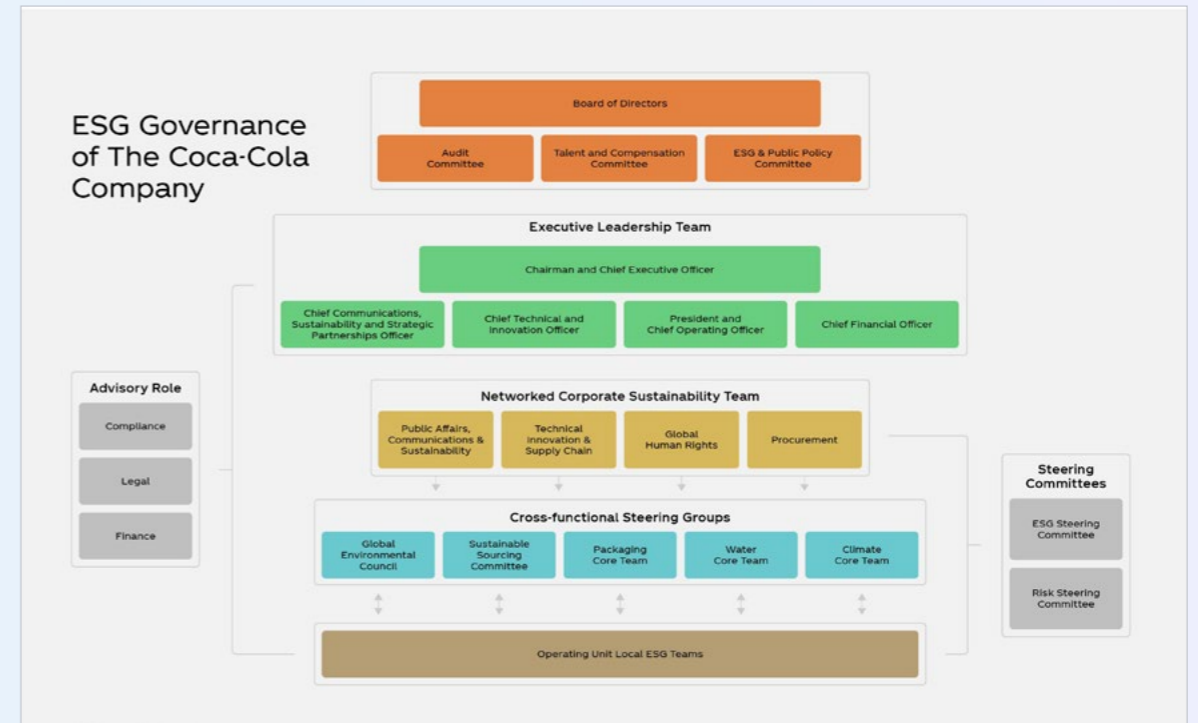 ESG Governance
of The Coca-Cola
Company
Board of Directors
Audit
Committee
Talent and Compensation
Committee
ESG & Public Policy
Committee
Executive Leadership Team
Chairman and Chief Executive Officer
Chief Communications,
Sustainability and Strategic
Partnerships Officer
Chief Technical and
Innovation Officer
President and
Chief Operating Officer
Chief Financial Officer
Advisory Role
Compliance
Legal
Finance
Networked Corporate Sustainability Team
Public Affairs,
Communications &
Sustainability
Technical
Innovation &
Supply Chain
Global
Human Rights
Procurement
Cross-functional Steering Groups
Global
Environmental
Council
Sustainable
Sourcing
Committee
Packaging
Core Team
Water
Core Team
Climate
Core Team
Operating Unit Local ESG Teams
Steering
Committees
ESG Steering
Committee
Risk Steering
Committee